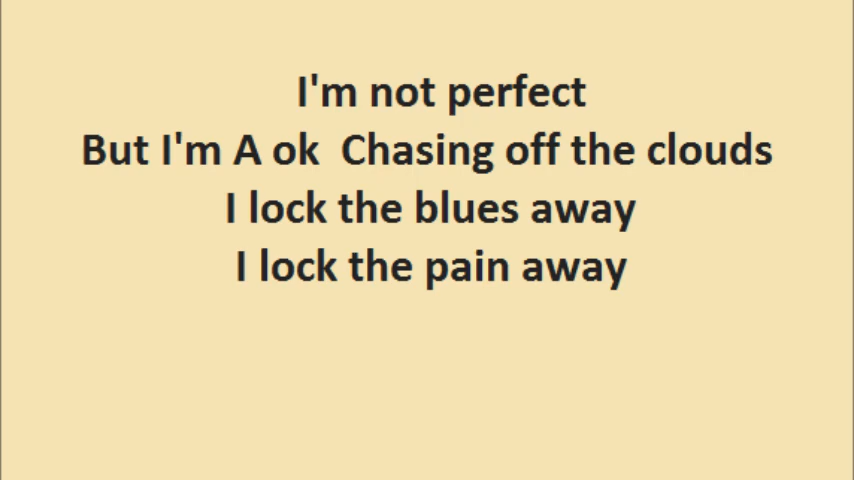 I'm not perfect
But I'm A ok  Chasing off the clouds
I lock the blues away
I lock the pain away